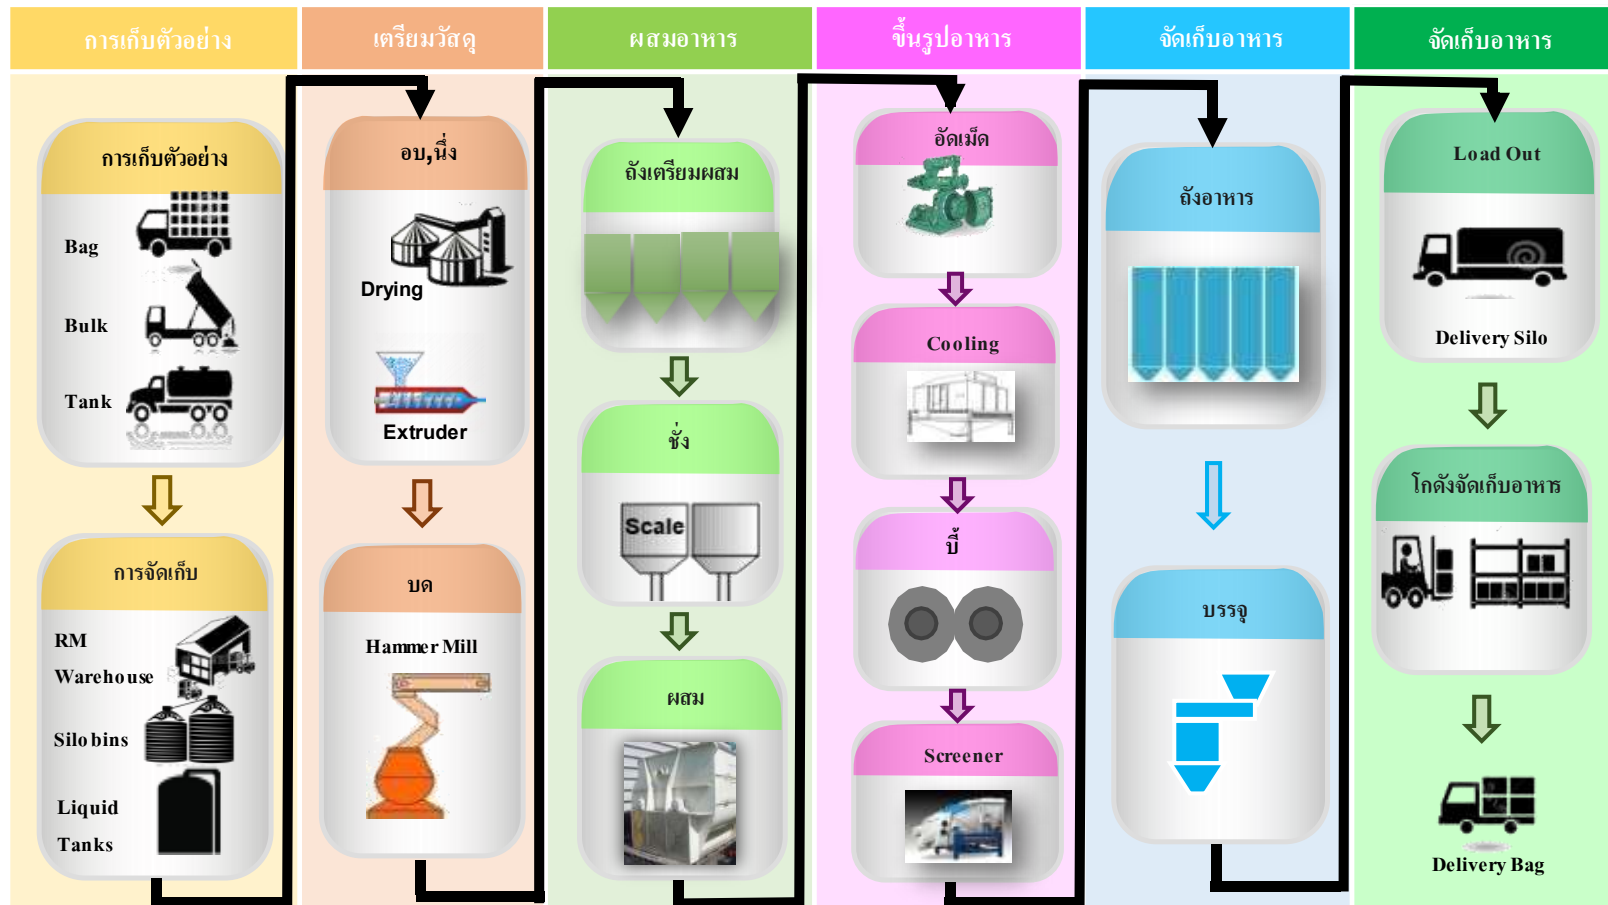 การเก็บตัวอย่าง
เตรียมวัสดุ
ผสมอาหาร
ขึ้นรูปอาหาร
จัดเก็บอาหาร
จัดเก็บอาหาร
การเก็บตัวอย่าง
Bag
Bulk
Tank
การจัดเก็บ
RM
Warehouse
Silo bins
Liquid
Tanks
อบ,นึ่ง
Drying
Extruder
บด
Hammer Mill
ถังเตรียมผสม
ชั่ง
Scale
ผสม
อัดเม็ด
Cooling
บี้
Screener
ถังอาหาร
บรรจุ
Load Out
Delivery Silo
โกดังจัดเก็บอาหาร
Delivery Bag